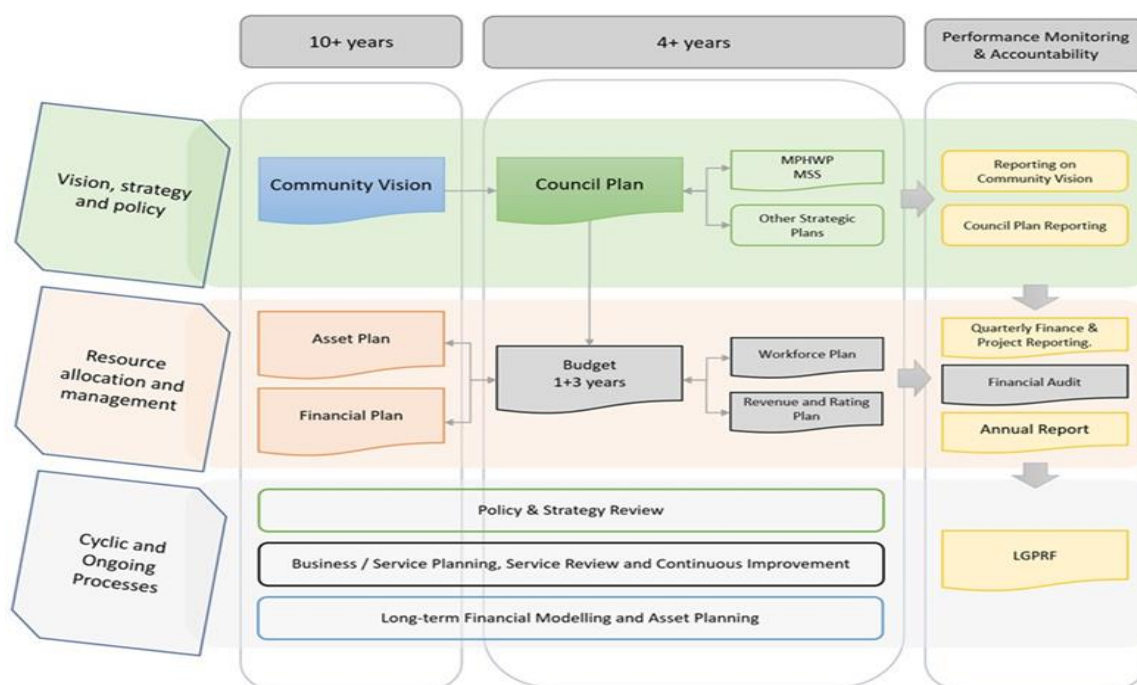 10+ years
4+ years
Performance Monitoring
& Accountability
Vision, strategy
and policy
Community Vision
Council Plan
MPHWP
MSS
Other Strategic
Plans
Reporting on
Community Vision
Council Plan Reporting
Resource
allocation and
management
Asset Plan
Financial Plan
Budget
1+3 years
Workforce Plan
Revenue and Rating
Plan
Quarterly Finance &
Project Reporting.
Financial Audit
Annual Report
Cyclic and
Ongoing
Processes
Policy & Strategy Review
Business / Service Planning, Service Review and Continuous Improvement
Long-term Financial Modelling and Asset Planning
LGPRF